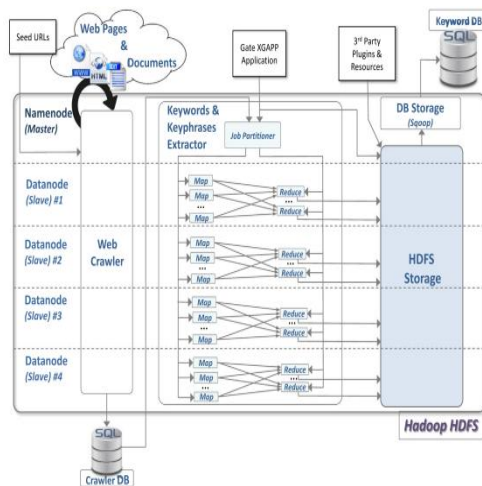 Seed URLs
Web Pages
&
Documents
WWW
HTML
Gate XGAPP
Application
3rd Party
Plugins &
Resources
Keyword DB
SQL
Namenode
(Master)
Keywords &
Keyphrases
Extractor
Job Partitioner
DB Storage
(Sqoop)
Datanode
(Slave) #1
Map
Map
...
Map
Reduce
...
Reduce
Datanode
(Slave) #2
Web
Crawler
Map
Map
...
Map
Reduce
...
Reduce
HDFS
Storage
Datanode
(Slave) #3
Map
Map
...
Map
Reduce
...
Reduce
Datanode
(Slave) #4
Map
Map
...
Map
Reduce
...
Reduce
Hadoop HDFS
SQL
Crawler DB